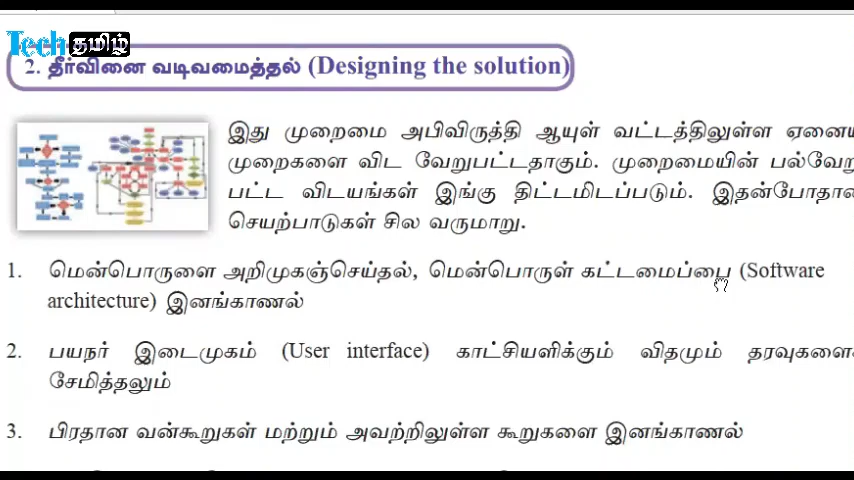 Tech தமிழ்
2. தீர்வினை வடிவமைத்தல் (Designing the solution)
இது முறைமை அபிவிருத்தி ஆயுள் வட்டத்திலுள்ள ஏனைய
முறைகளை விட வேறுபட்டதாகும். முறைமையின் பல்வேறு
பட்ட விடயங்கள் இங்கு திட்டமிடப்படும். இதன்போதான
செயற்பாடுகள் சில வருமாறு.
1. மென்பொருளை அறிமுகஞ்செய்தல், மென்பொருள் கட்டமைப்பை (Software
architecture) இனங்காணல்
2. பயநர் இடைமுகம் (User interface) காட்சியளிக்கும் விதமும் தரவுகளைச்
சேமித்தலும்
3. பிரதான வன்கூறுகள் மற்றும் அவற்றிலுள்ள கூறுகளை இனங்காணல்